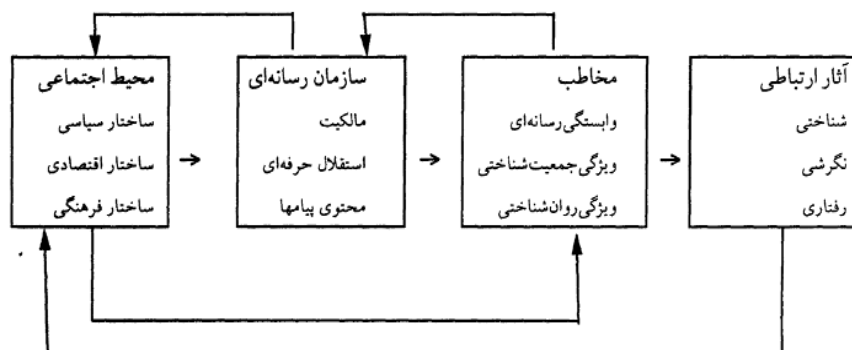 محیط اجتماعی
ساختار سیاسی
ساختار اقتصادی
ساختار فرهنگی
سازمان رسانه‌ای
مالکیت
استقلال حرفه‌ای
محتوی پیامها
مخاطب
وابستگی رسانه‌ای
ویژگی جمعیت‌شناختی
ویژگی روان‌شناختی
آثار ارتباطی
شناختی
نگرشی
رفتاری